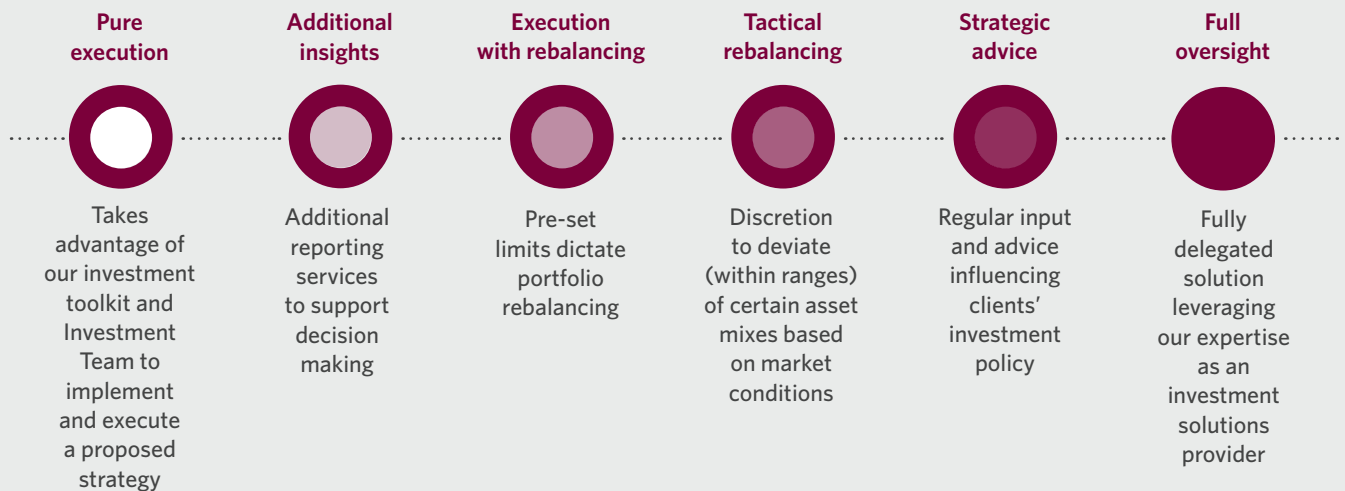 Pure
execution
Takes
advantage of
our investment
toolkit and
Investment
Team to
implement
and execute
a proposed
strategy
Additional
insights
Additional
reporting
services
to support
decision
making
Execution
with rebalancing
Pre-set
limits dictate
portfolio
rebalancing
Tactical
rebalancing
Discretion
to deviate
(within ranges)
of certain asset
mixes based
on market
conditions
Strategic
advice
Regular input
and advice
influencing
clients’
investment
policy
Full
oversight
Fully
delegated
solution
leveraging
our expertise
as an
investment
solutions
provider